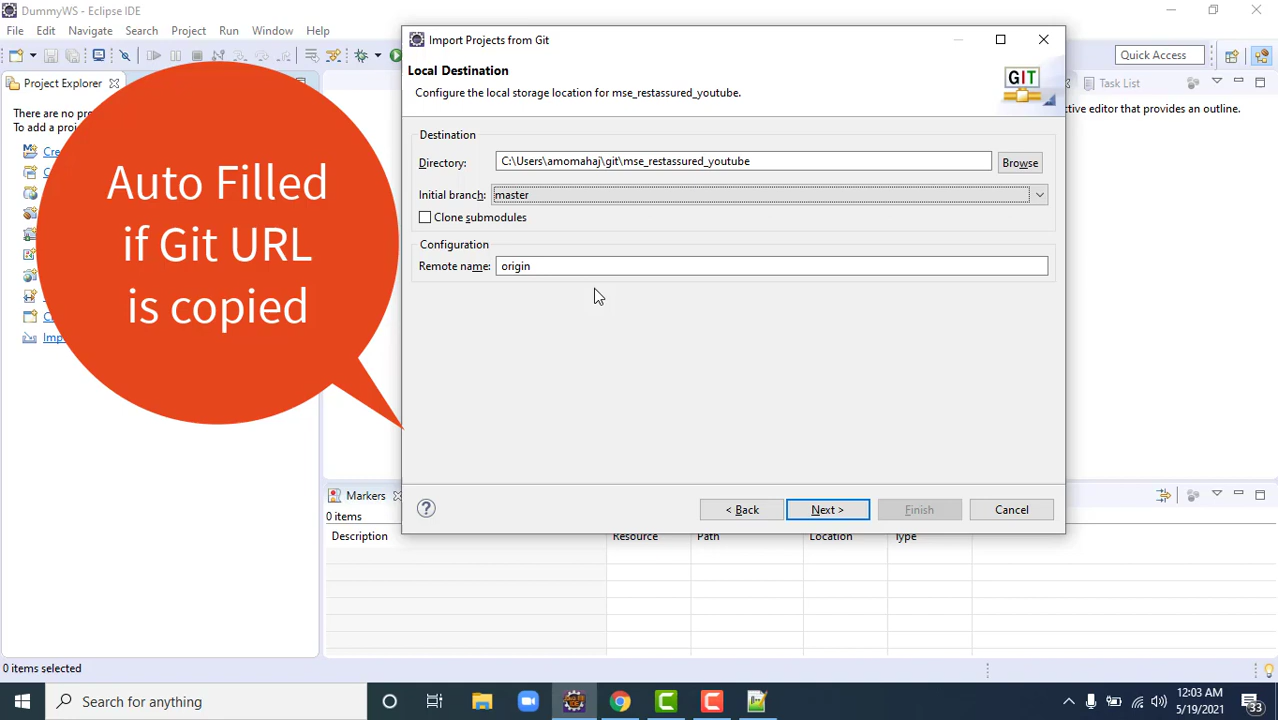 DummyWS - Eclipse IDE
File Edit Navigate Search Project Run Window Help
Quick Access
Project Explorer
There are no pro
To add a proj
Cre
C
Imp
Auto Filled
if Git URL
is copied
Import Projects from Git
Local Destination
Configure the local storage location for mse_restassured_youtube.
GIT
Destination
Directory: C:\Users\amomahaj\git\mse_restassured_youtube Browse
Initial branch: master
Clone submodules
Configuration
Remote name: origin
? < Back Next > Finish Cancel
Task List
ctive editor that provides an outline.
Markers
0 items
Description Resource Path Location Type
0 items selected
Search for anything
12:03 AM
5/19/2021
33